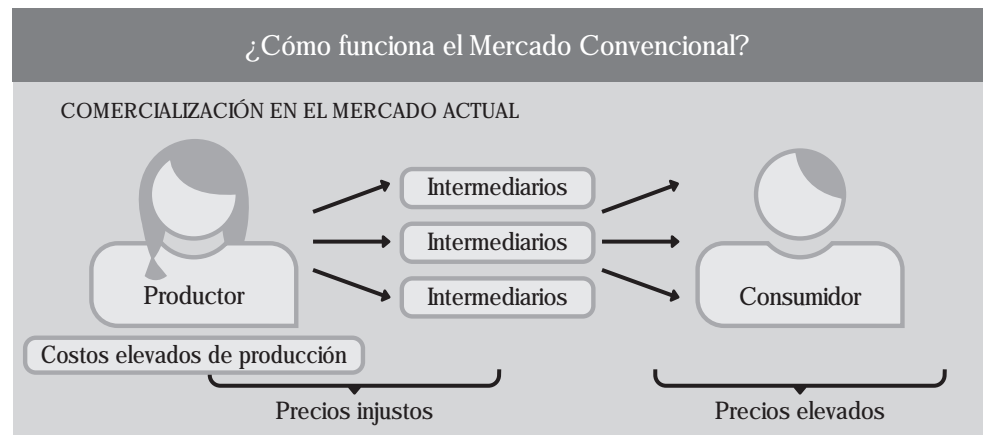 ¿Cómo funciona el Mercado Convencional?
COMERCIALIZACIÓN EN EL MERCADO ACTUAL
Intermediarios
Intermediarios
Intermediarios
Productor
Consumidor
Costos elevados de producción
Precios injustos
Precios elevados